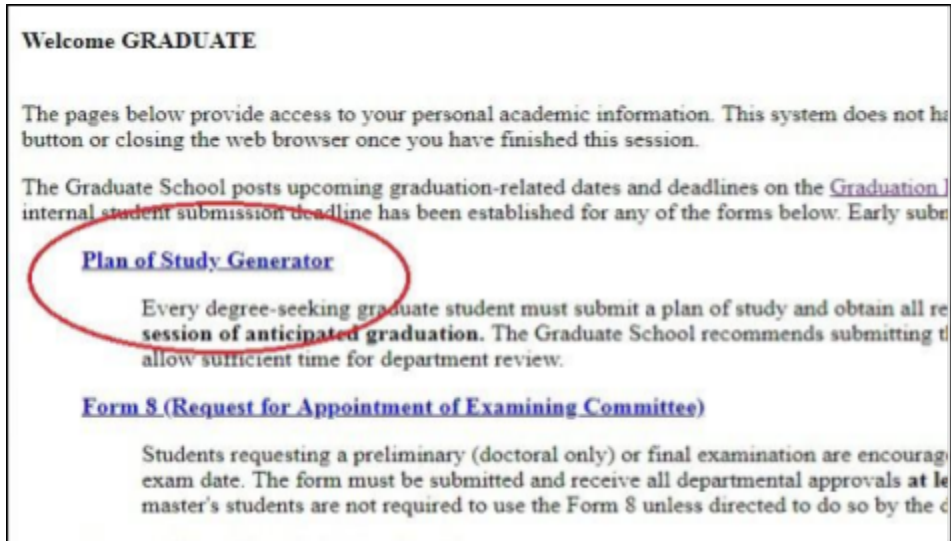 Welcome GRADUATE
The pages below provide access to your personal academic information. This system does not ha
button or closing the web browser once you have finished this session.
The Graduate School posts upcoming graduation-related dates and deadlines on the Graduation
internal student submission deadline has been established for any of the forms below. Early subm
Plan of Study Generator
Every degree-seeking graduate student must submit a plan of study and obtain all re
session of anticipated graduation. The Graduate School recommends submitting t
allow sufficient time for department review.
Form 8 (Request for Appointment of Examining Committee)
Students requesting a preliminary (doctoral only) or final examination are encourag
exam date. The form must be submitted and receive all departmental approvals at le
master's students are not required to use the Form 8 unless directed to do so by the